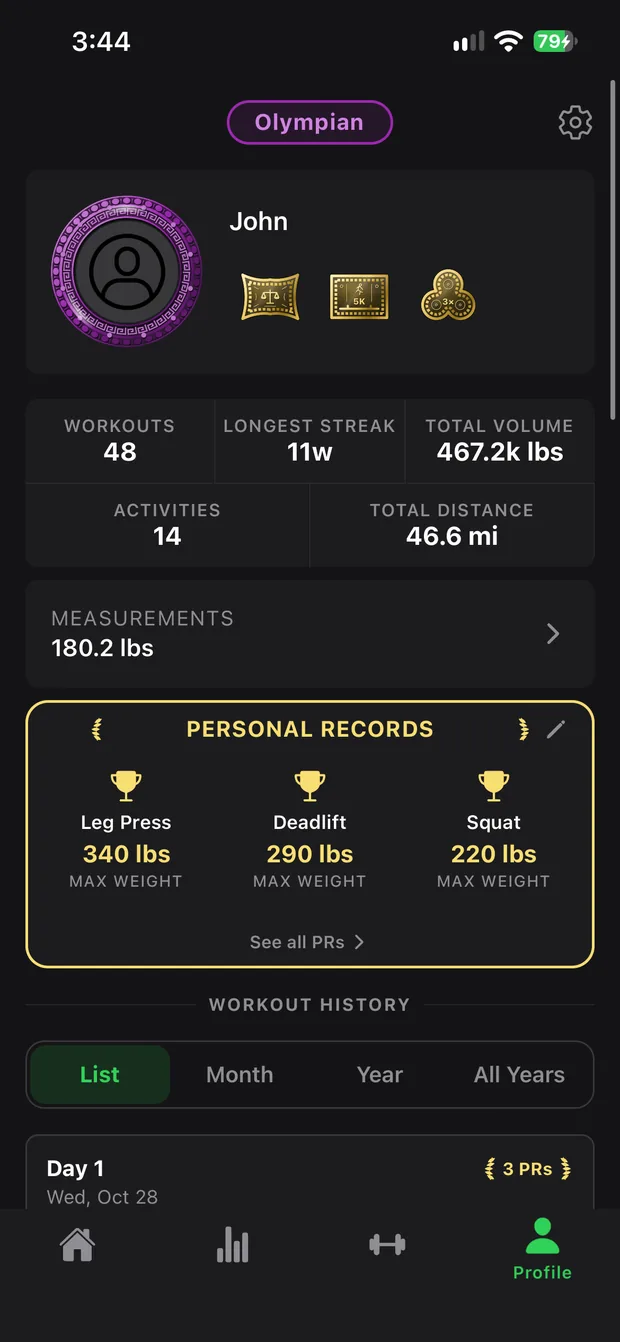 3:44
79
Olympian
John
5K
3×
WORKOUTS
48
LONGEST STREAK
11w
TOTAL VOLUME
467.2k lbs
ACTIVITIES
14
TOTAL DISTANCE
46.6 mi
MEASUREMENTS
180.2 lbs
PERSONAL RECORDS
Leg Press
340 lbs
MAX WEIGHT
Deadlift
290 lbs
MAX WEIGHT
Squat
220 lbs
MAX WEIGHT
See all PRs
WORKOUT HISTORY
List
Month
Year
All Years
Day 1
3 PRs
Wed, Oct 28
Profile